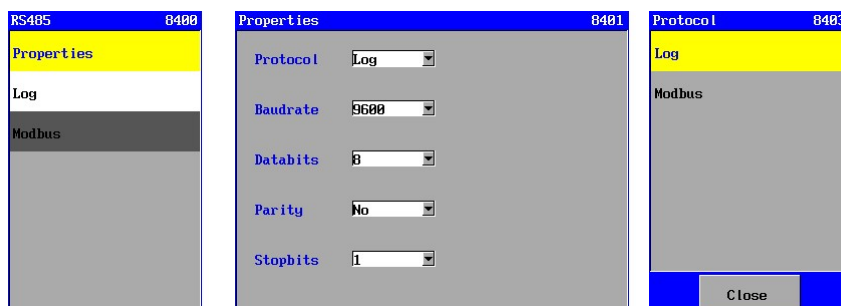 RS485 8400
Properties
Log
Modbus
Properties 8401
Protocol Log
Baudrate 9600
Databits 8
Parity No
Stopbits 1
Protocol 8403
Log
Modbus
Close